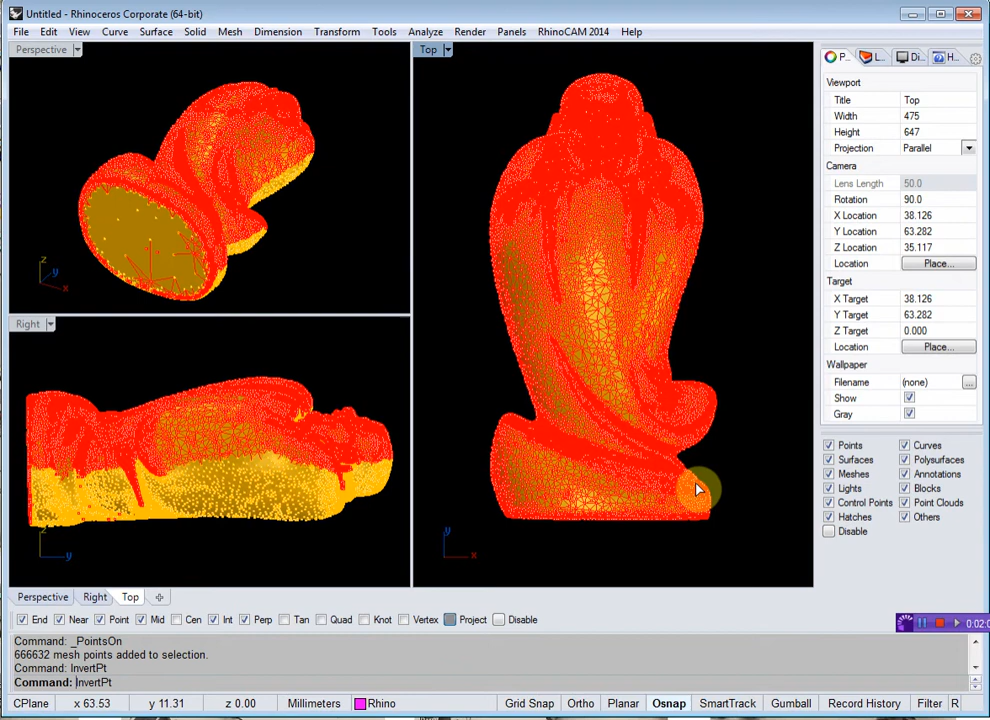 Untitled - Rhinoceros Corporate (64-bit)
File Edit View Curve Surface Solid Mesh Dimension Transform Tools Analyze Render Panels RhinoCAM 2014 Help
Perspective
z
y
x
Right
z
y
Top
y
x
P... L... Di... H...
Viewport
Title Top
Width 475
Height 647
Projection Parallel
Camera
Lens Length 50.0
Rotation 90.0
X Location 38.126
Y Location 63.282
Z Location 35.117
Location Place...
Target
X Target 38.126
Y Target 63.282
Z Target 0.000
Location Place...
Wallpaper
Filename (none) ...
Show
Gray
Points Curves
Surfaces Polysurfaces
Meshes Annotations
Lights Blocks
Control Points Point Clouds
Hatches Others
Disable
Perspective Right Top
End Near Point Mid Cen Int Perp Tan Quad Knot Vertex Project Disable
Command: _PointsOn
666632 mesh points added to selection.
Command: InvertPt
Command: InvertPt
CPlane x 63.53 y 11.31 z 0.00 Millimeters Rhino Grid Snap Ortho Planar Osnap SmartTrack Gumball Record History Filter R